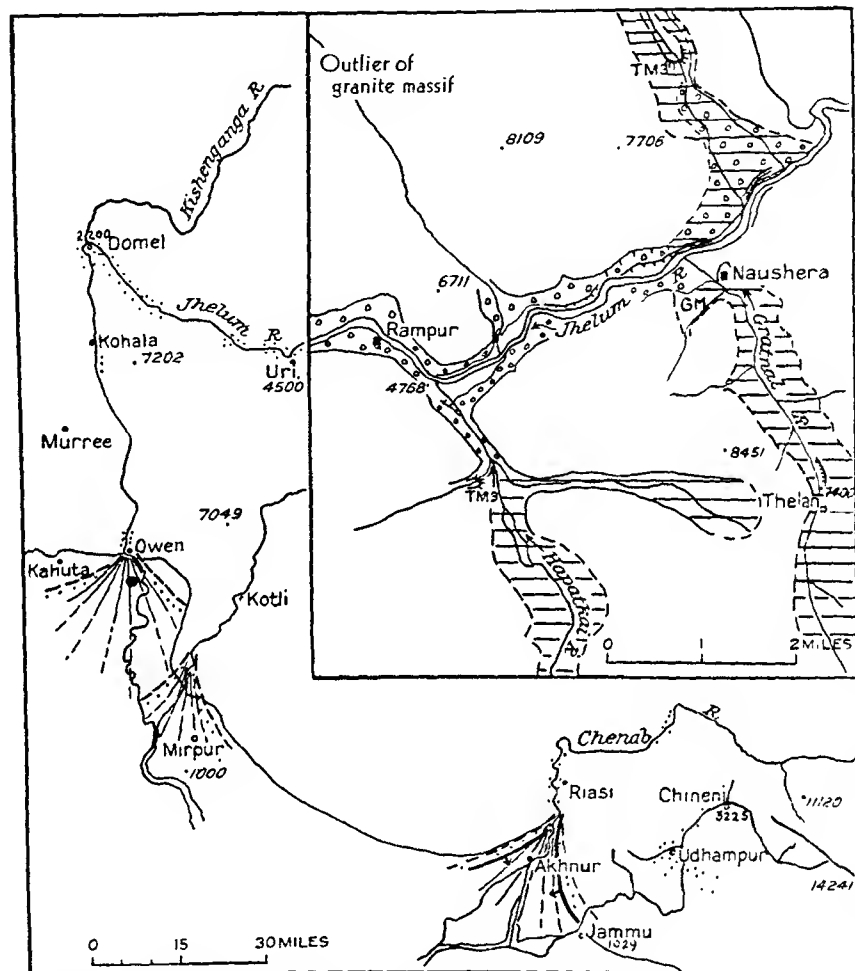 Outlier of
granite massif
TM3
8109
7706
Kishenganga R
2200
Domel
Jhelum R
Kohala
7202
Uri
4500
6711
Rampur
4768
Jhelum R
GM
Naushera
Gratnal
Murree
8451
Thelan
7400
TM3
Hapatkai
7049
Owen
Kahuta
Kotli
0 1 2 MILES
Mirpur
1000
Chenab R
Riasi
Chineni
3225
11120
Akhnur
Udhampur
14241
Jammu
1029
0 15 30 MILES